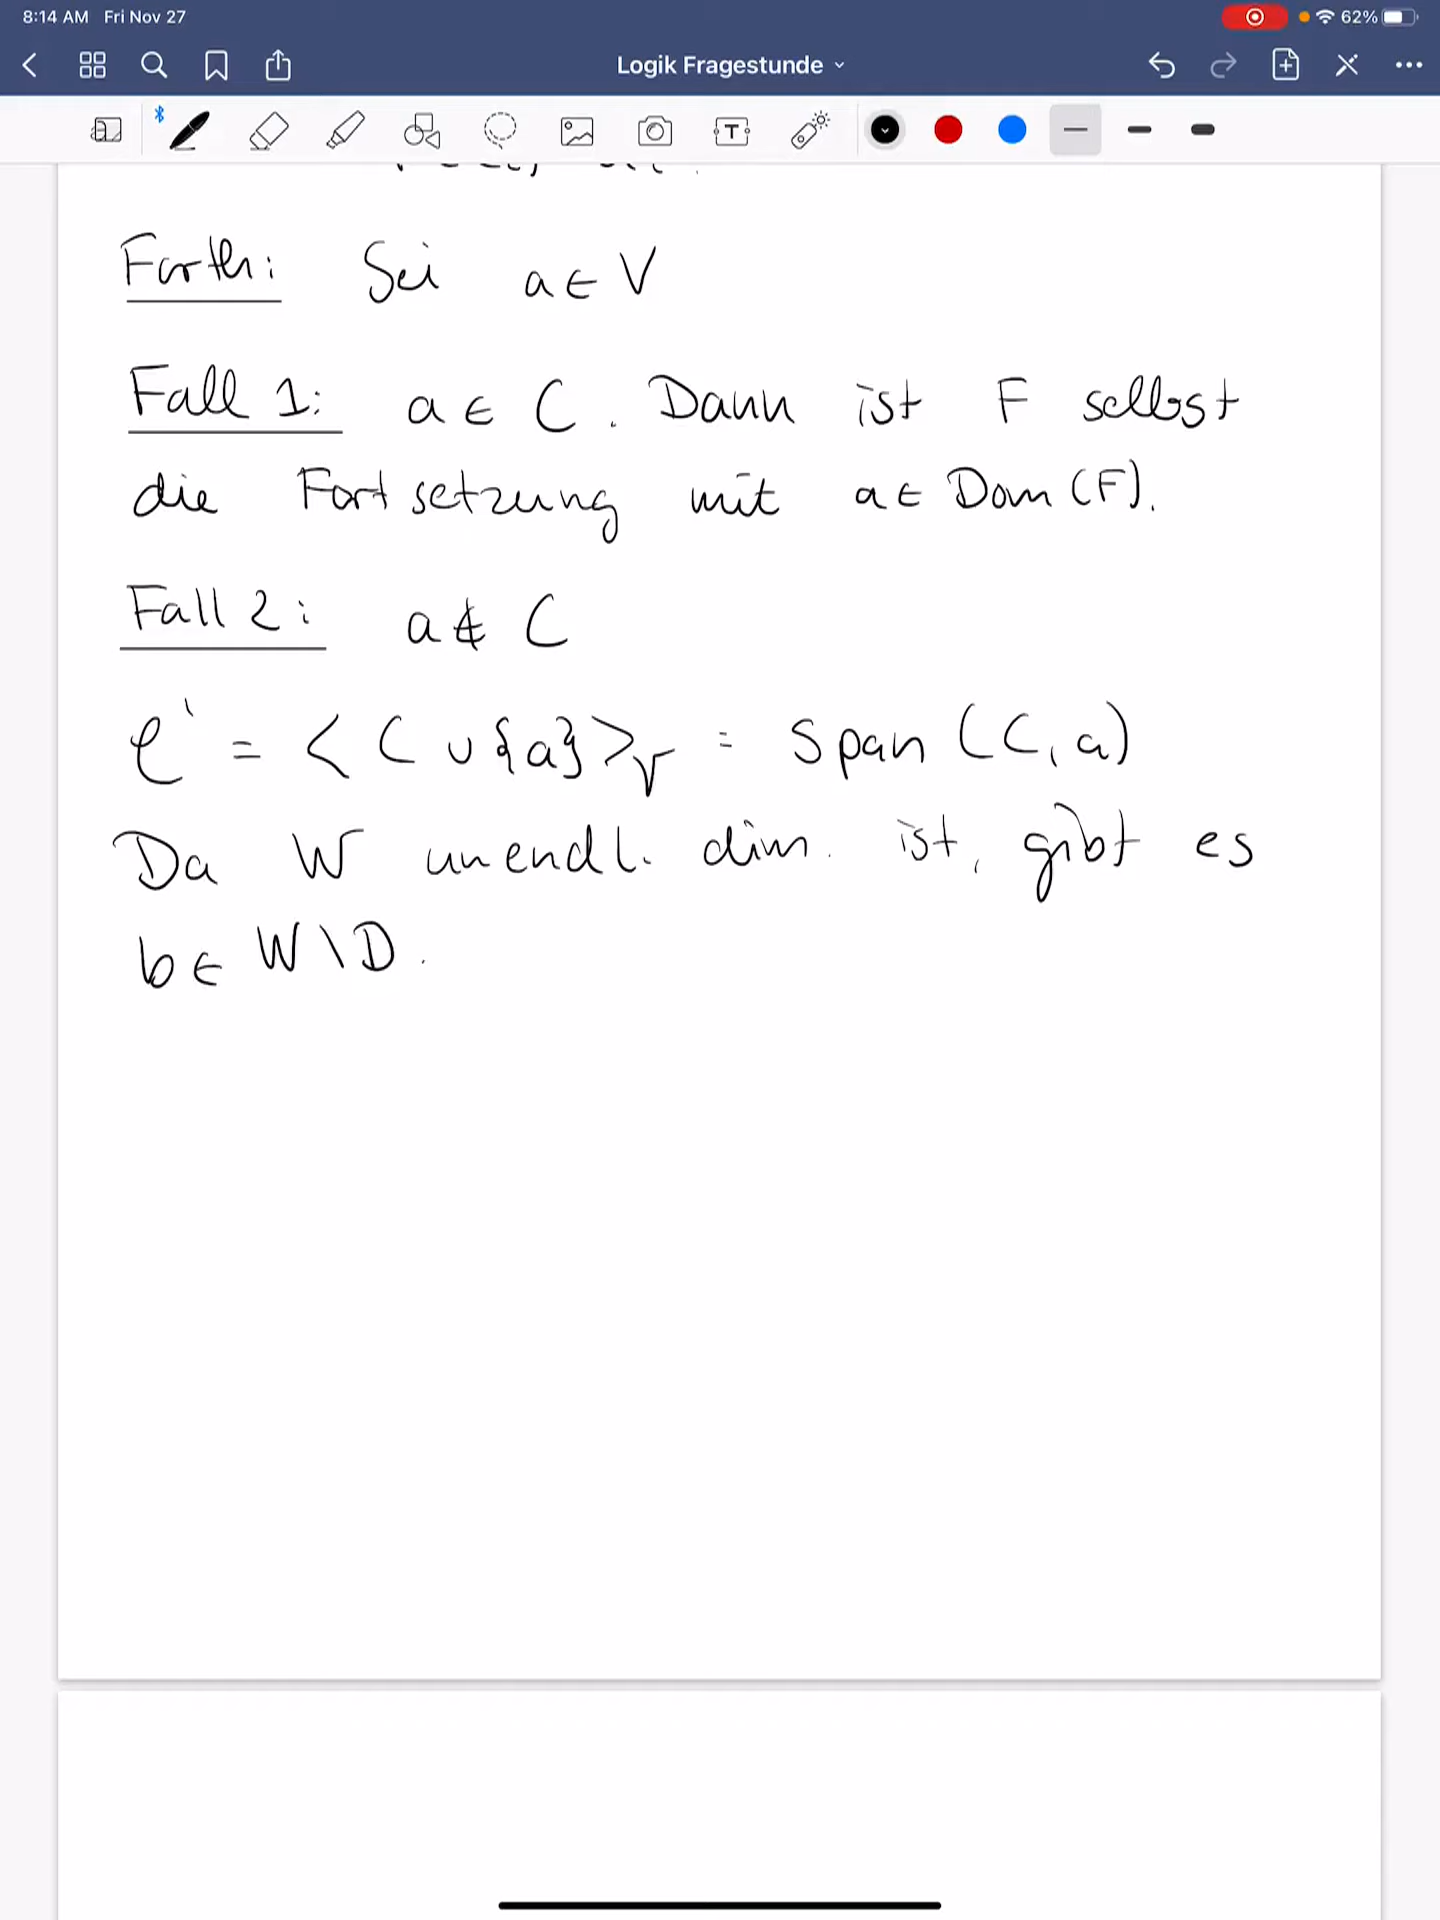 8:14 AM Fri Nov 27
62%
Logik Fragestunde
Forth: Sei a ∈ V
Fall 1: a ∈ C. Dann ist F selbst
die Fortsetzung mit a ∈ Dom (F).
Fall 2: a ∉ C
𝒞' = < C ∪ {a} >_𝒱 = span (C, a)
Da W unendl. dim. ist, gibt es
b ∈ W \ D.